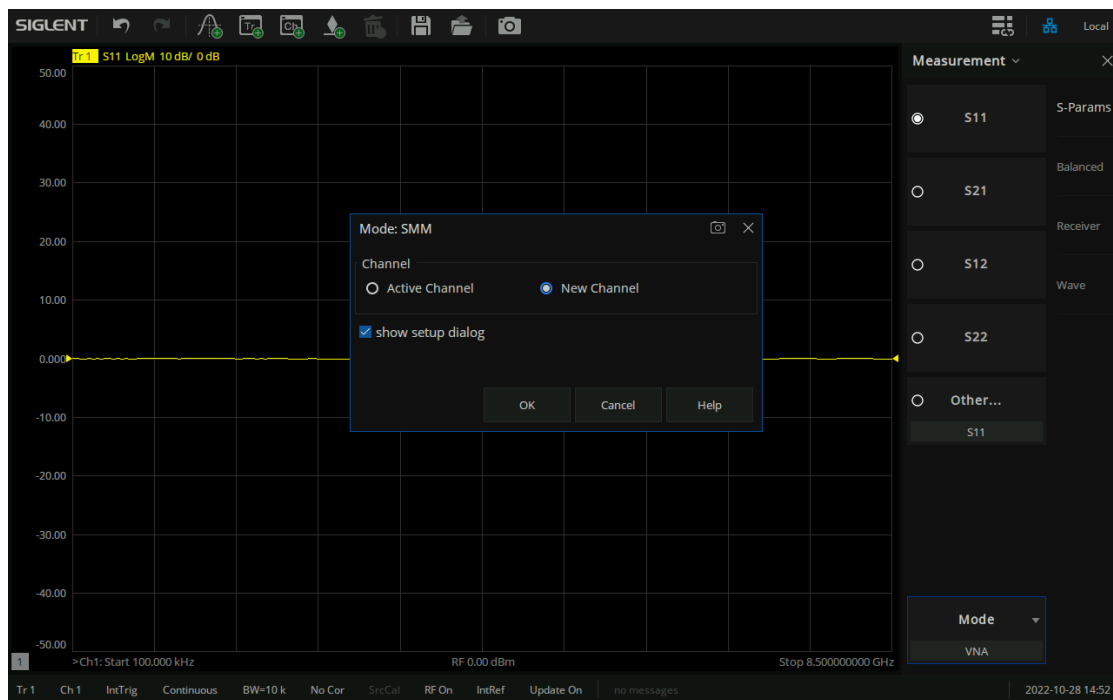 SIGLENT Tr Ch Local
Tr 1 S11 LogM 10 dB/ 0 dB
50.00
40.00
30.00
20.00
10.00
0.000
-10.00
-20.00
-30.00
-40.00
-50.00
1 >Ch1: Start 100.000 kHz RF 0.00 dBm Stop 8.500000000 GHz
Mode: SMM
Channel
Active Channel New Channel
show setup dialog
OK Cancel Help
Measurement
S11
S21
S12
S22
Other...
S11
Mode
VNA
S-Params
Balanced
Receiver
Wave
Tr 1 Ch 1 IntTrig Continuous BW=10 k No Cor SrcCal RF On IntRef Update On no messages 2022-10-28 14:52